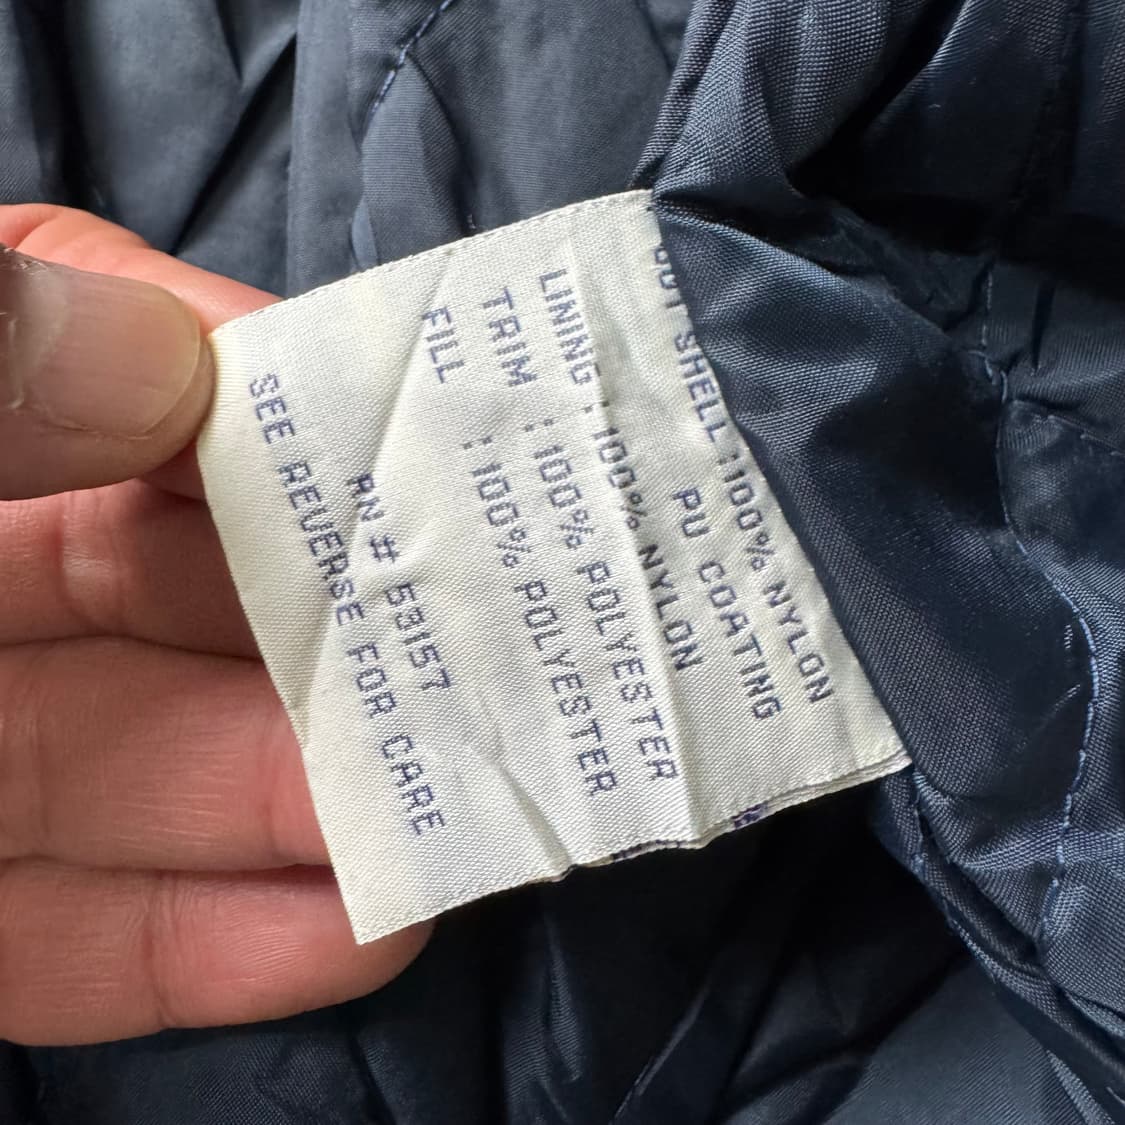 OUT SHELL :100% NYLON
PU COATING
LINING : 100% NYLON
TRIM : 100% POLYESTER
FILL : 100% POLYESTER
RN # 53157
SEE REVERSE FOR CARE